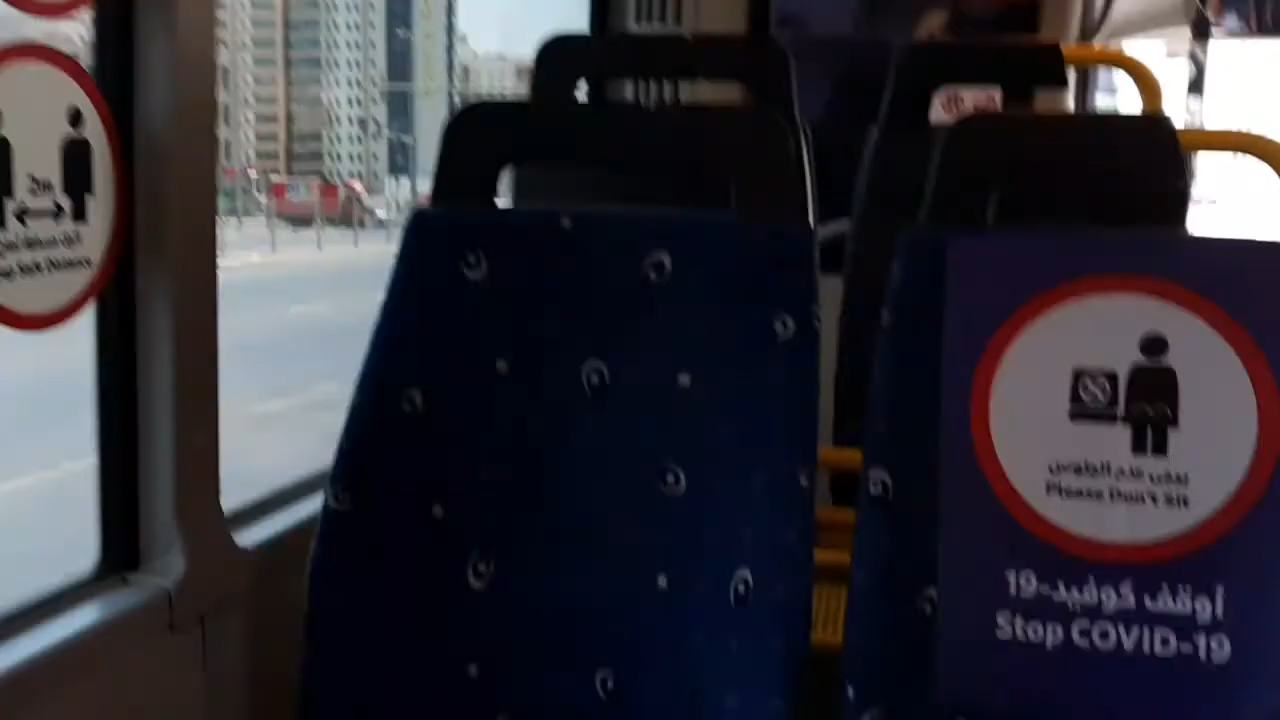 2m
يرجى عدم الجلوس
Please Don't Sit
أوقف كوفيد-19
Stop COVID-19